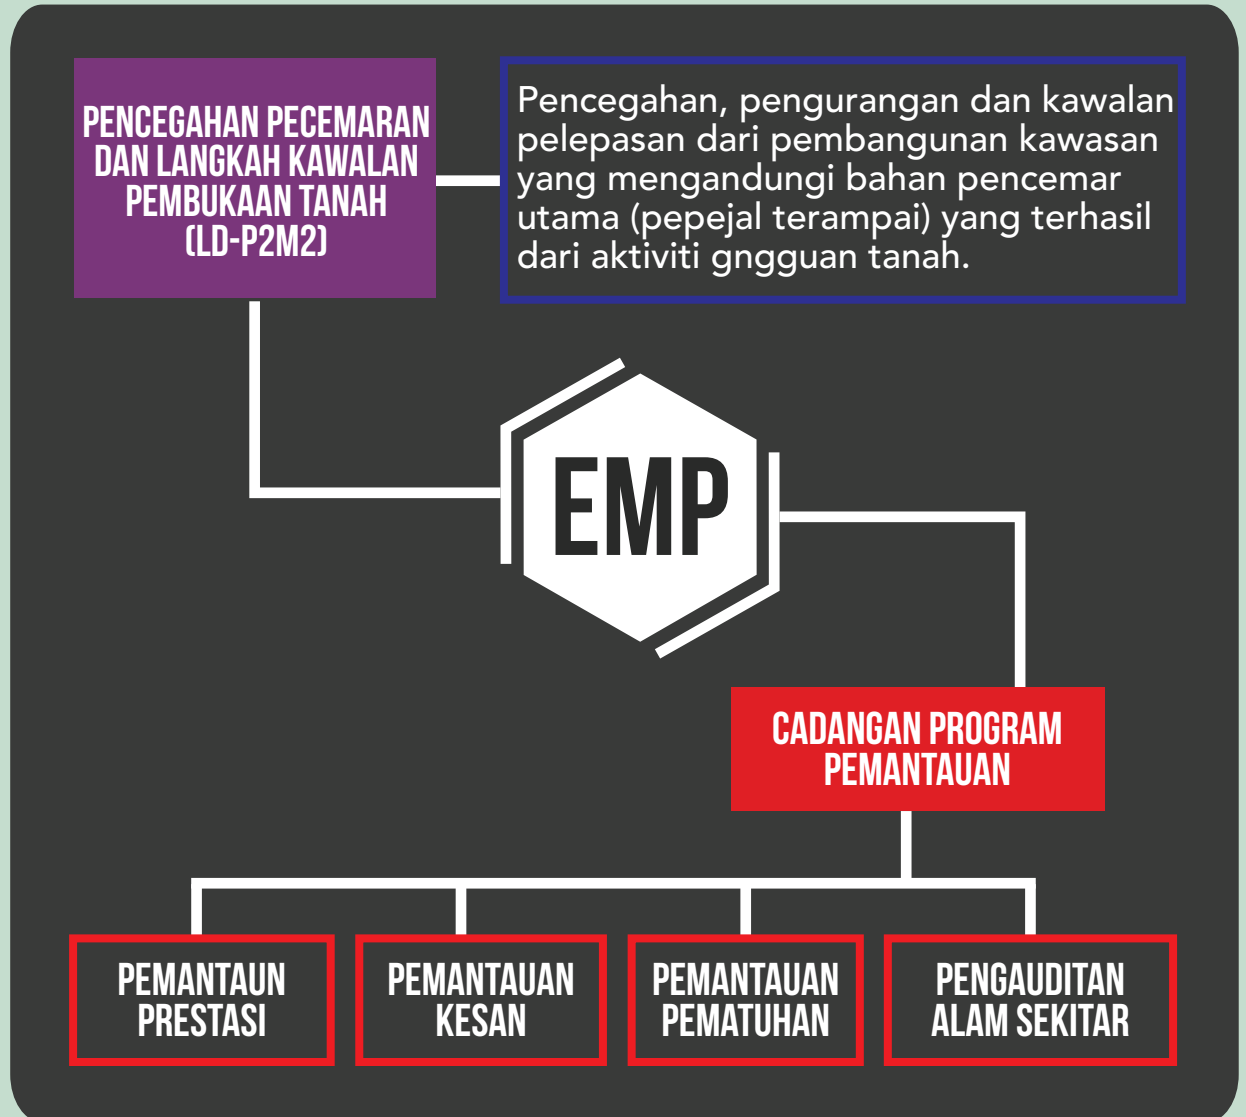 PENCEGAHAN PECEMARAN
DAN LANGKAH KAWALAN
PEMBUKAAN TANAH
(LD-P2M2)
Pencegahan, pengurangan dan kawalan
pelepasan dari pembangunan kawasan
yang mengandungi bahan pencemar
utama (pepejal terampai) yang terhasil
dari aktiviti gngguan tanah.
EMP
CADANGAN PROGRAM
PEMANTAUAN
PEMANTAUN
PRESTASI
PEMANTAUAN
KESAN
PEMANTAUAN
PEMATUHAN
PENGAUDITAN
ALAM SEKITAR